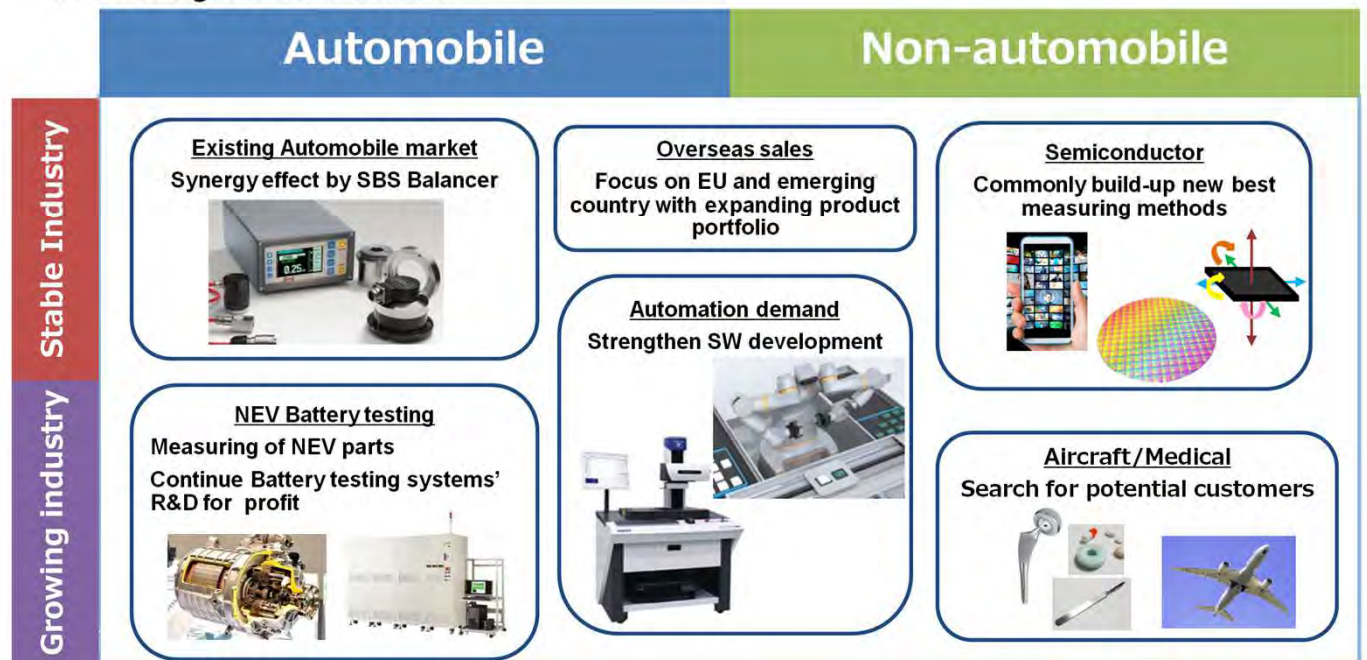 Automobile
Non-automobile
Stable Industry
Growing industry
Existing Automobile market
Synergy effect by SBS Balancer
0.25
Overseas sales
Focus on EU and emerging
country with expanding product
portfolio
Semiconductor
Commonly build-up new best
measuring methods
Automation demand
Strengthen SW development
NEV Battery testing
Measuring of NEV parts
Continue Battery testing systems'
R&D for profit
Aircraft/Medical
Search for potential customers